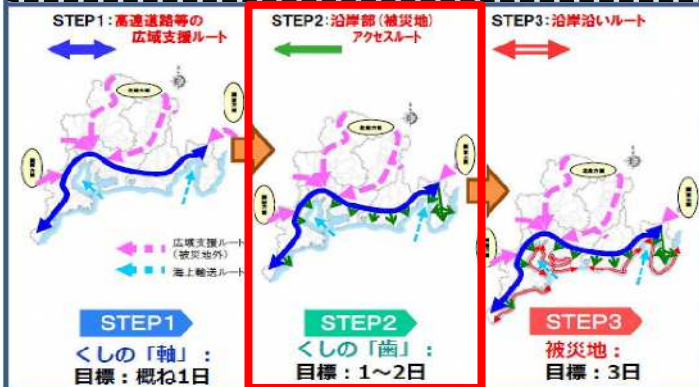 STEP1:高速道路等の
広域支援ルート
STEP2:沿岸部(被災地)
アクセスルート
STEP3:沿岸沿いルート
広域支援ルート
(被災地外)
海上輸送ルート
STEP1
くしの「軸」:
目標:概ね1日
STEP2
くしの「歯」:
目標:1~2日
STEP3
被災地:
目標:3日